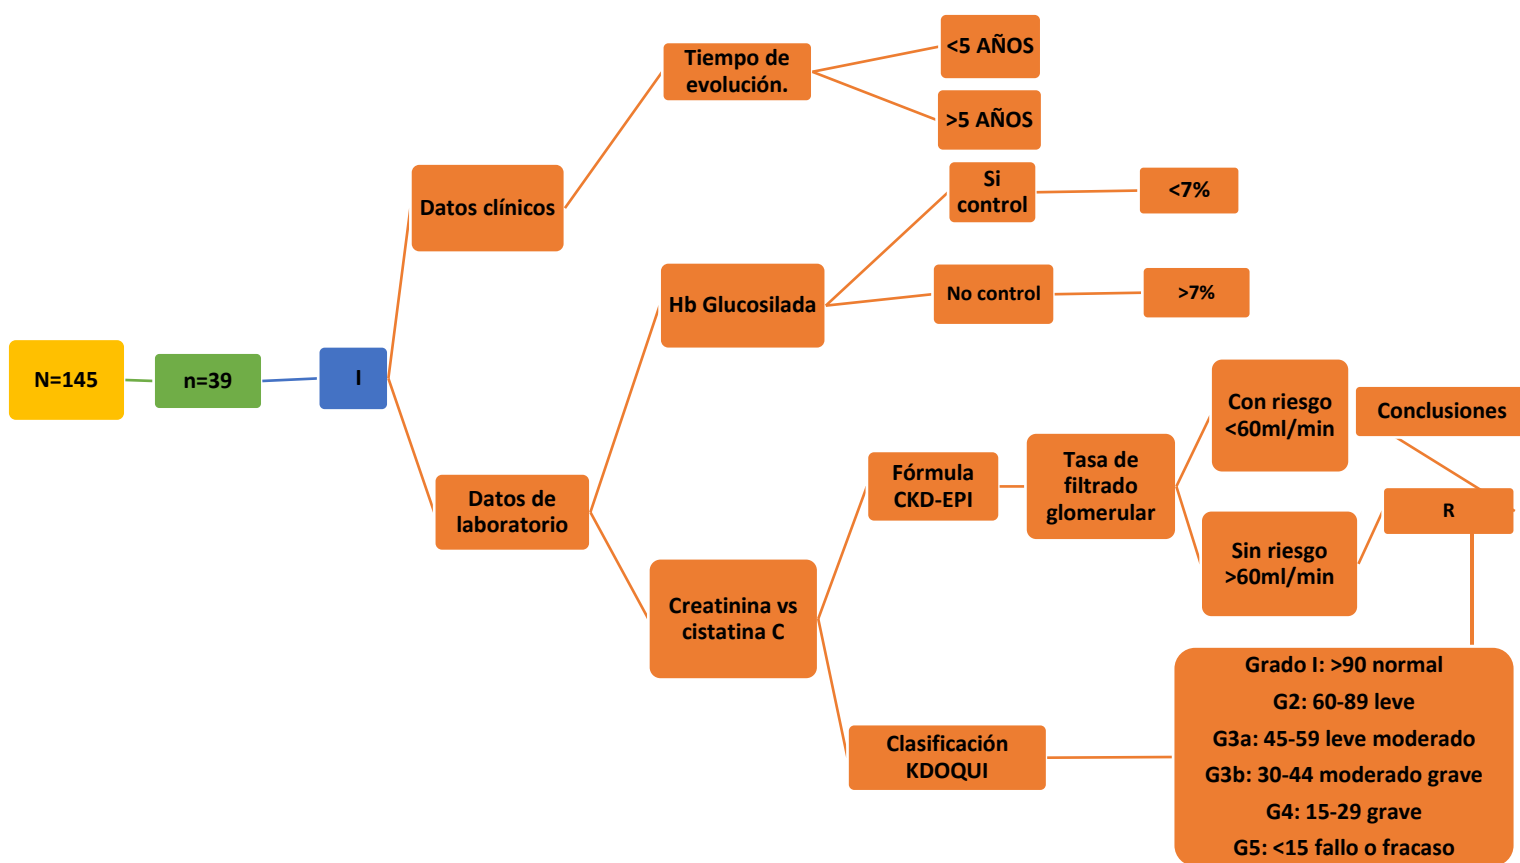 N=145
n=39
I
Datos clínicos
Tiempo de
evolución.
<5 AÑOS
>5 AÑOS
Datos de
laboratorio
Hb Glucosilada
Si
control
<7%
No control
>7%
Creatinina vs
cistatina C
Fórmula
CKD-EPI
Tasa de
filtrado
glomerular
Con riesgo
<60ml/min
Sin riesgo
>60ml/min
Conclusiones
R
Clasificación
KDOQUI
Grado I: >90 normal
G2: 60-89 leve
G3a: 45-59 leve moderado
G3b: 30-44 moderado grave
G4: 15-29 grave
G5: <15 fallo o fracaso